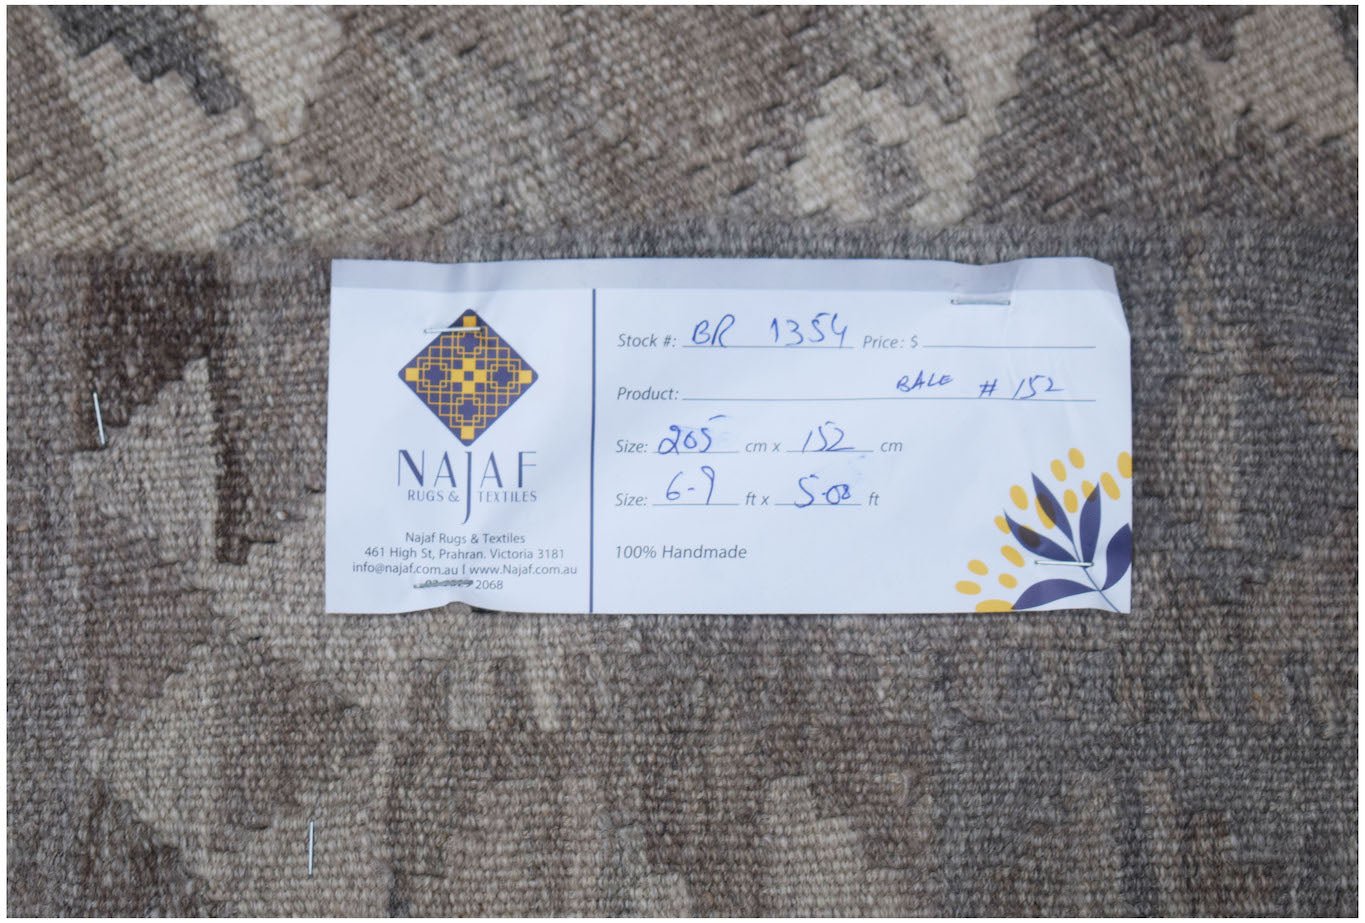 NAJAF
RUGS & TEXTILES
Najaf Rugs & Textiles
461 High St, Prahran. Victoria 3181
info@najaf.com.au I www.Najaf.com.au
2068
Stock #: BR 1354 Price: $
Product: BALE # 152
Size: 205 cm x 152 cm
Size: 6-9 ft x 5-00 ft
100% Handmade